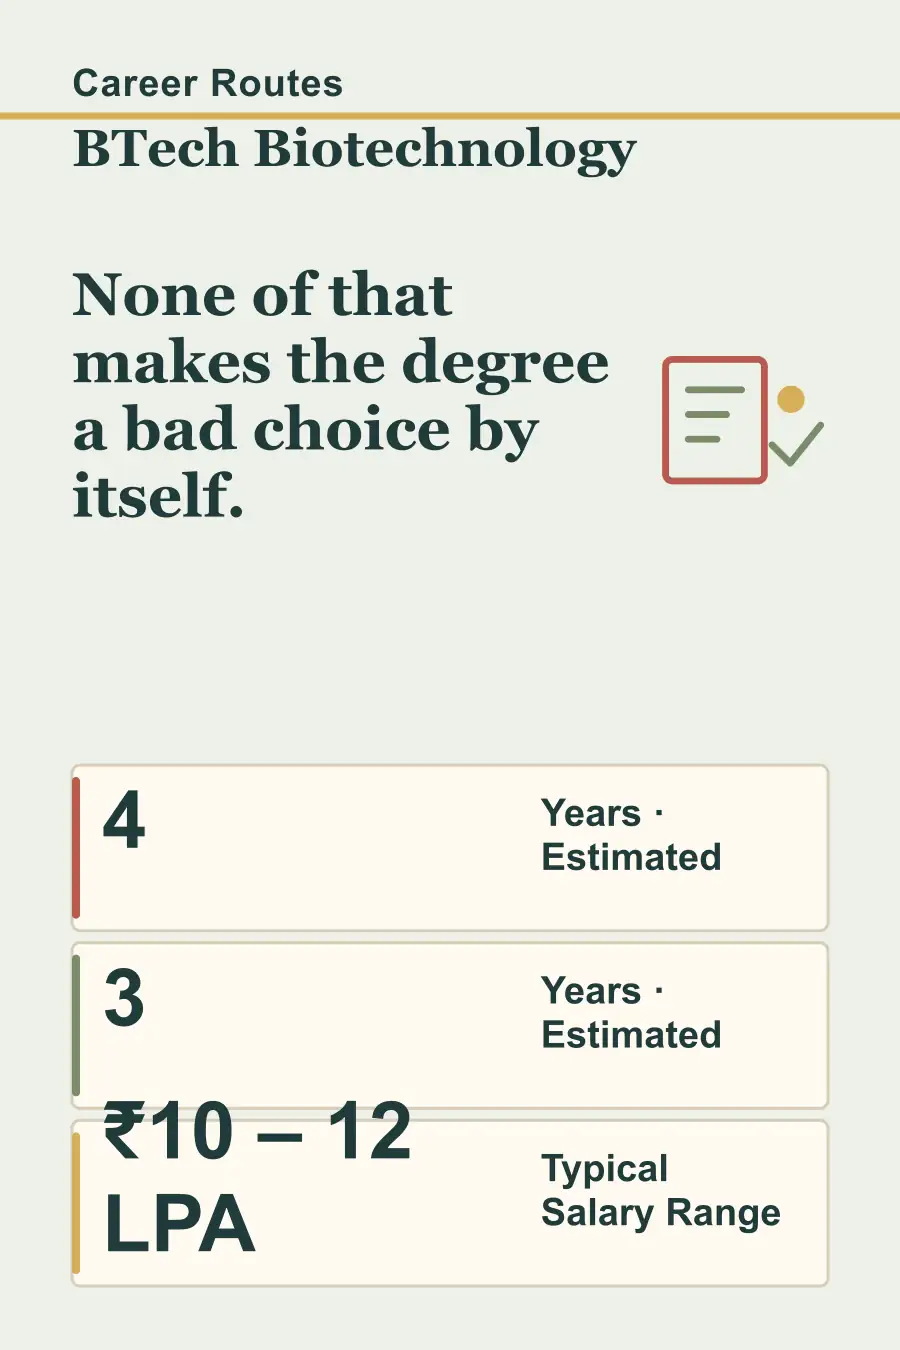 Career Routes
BTech Biotechnology
None of that
makes the degree
a bad choice by
itself.
4
Years ·
Estimated
3
Years ·
Estimated
₹10 – 12
LPA
Typical
Salary Range